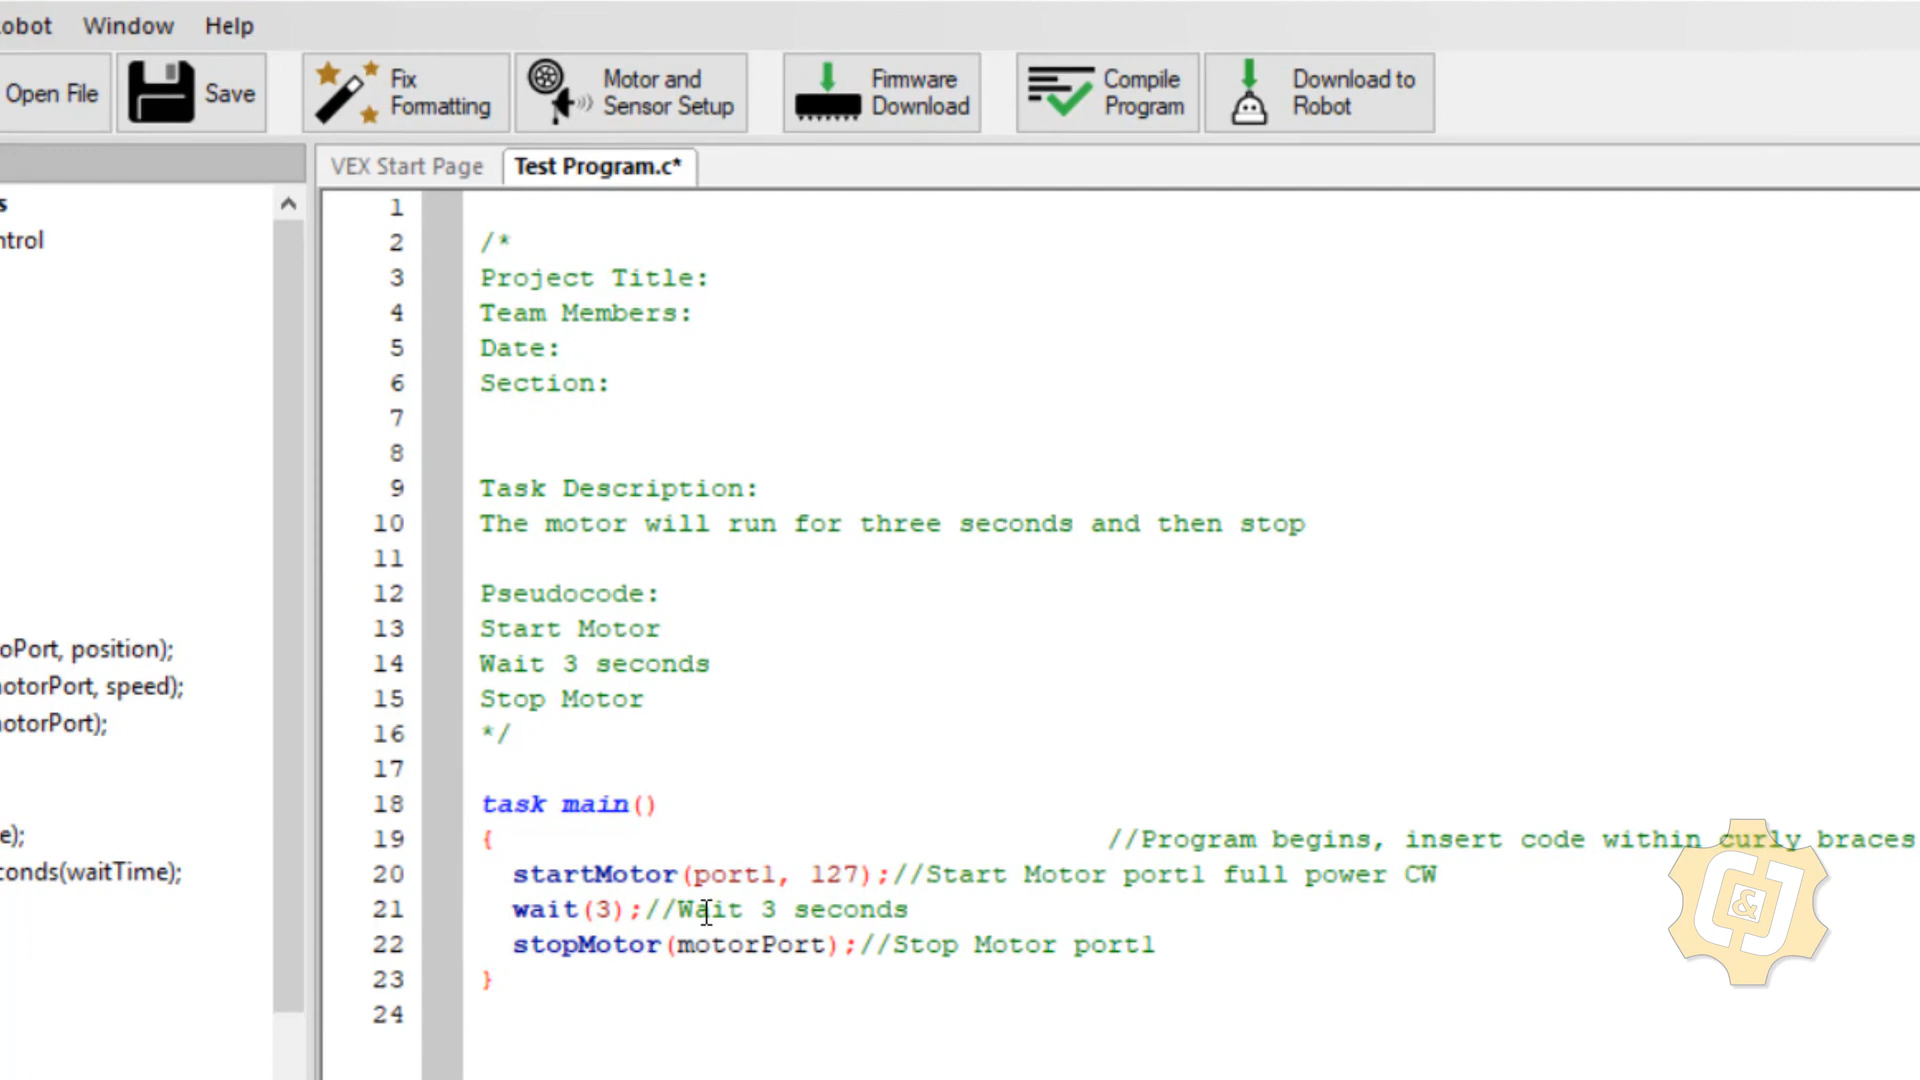 obot Window Help
Open File Save Fix Formatting Motor and Sensor Setup Firmware Download Compile Program Download to Robot
VEX Start Page Test Program.c*
s
ntrol
oPort, position);
otorPort, speed);
otorPort);
e);
conds(waitTime);
1
2 /*
3 Project Title:
4 Team Members:
5 Date:
6 Section:
7
8
9 Task Description:
10 The motor will run for three seconds and then stop
11
12 Pseudocode:
13 Start Motor
14 Wait 3 seconds
15 Stop Motor
16 */
17
18 task main()
19 { //Program begins, insert code within curly braces
20 startMotor(port1, 127);//Start Motor port1 full power CW
21 wait(3);//Wait 3 seconds
22 stopMotor(motorPort);//Stop Motor port1
23 }
24
&